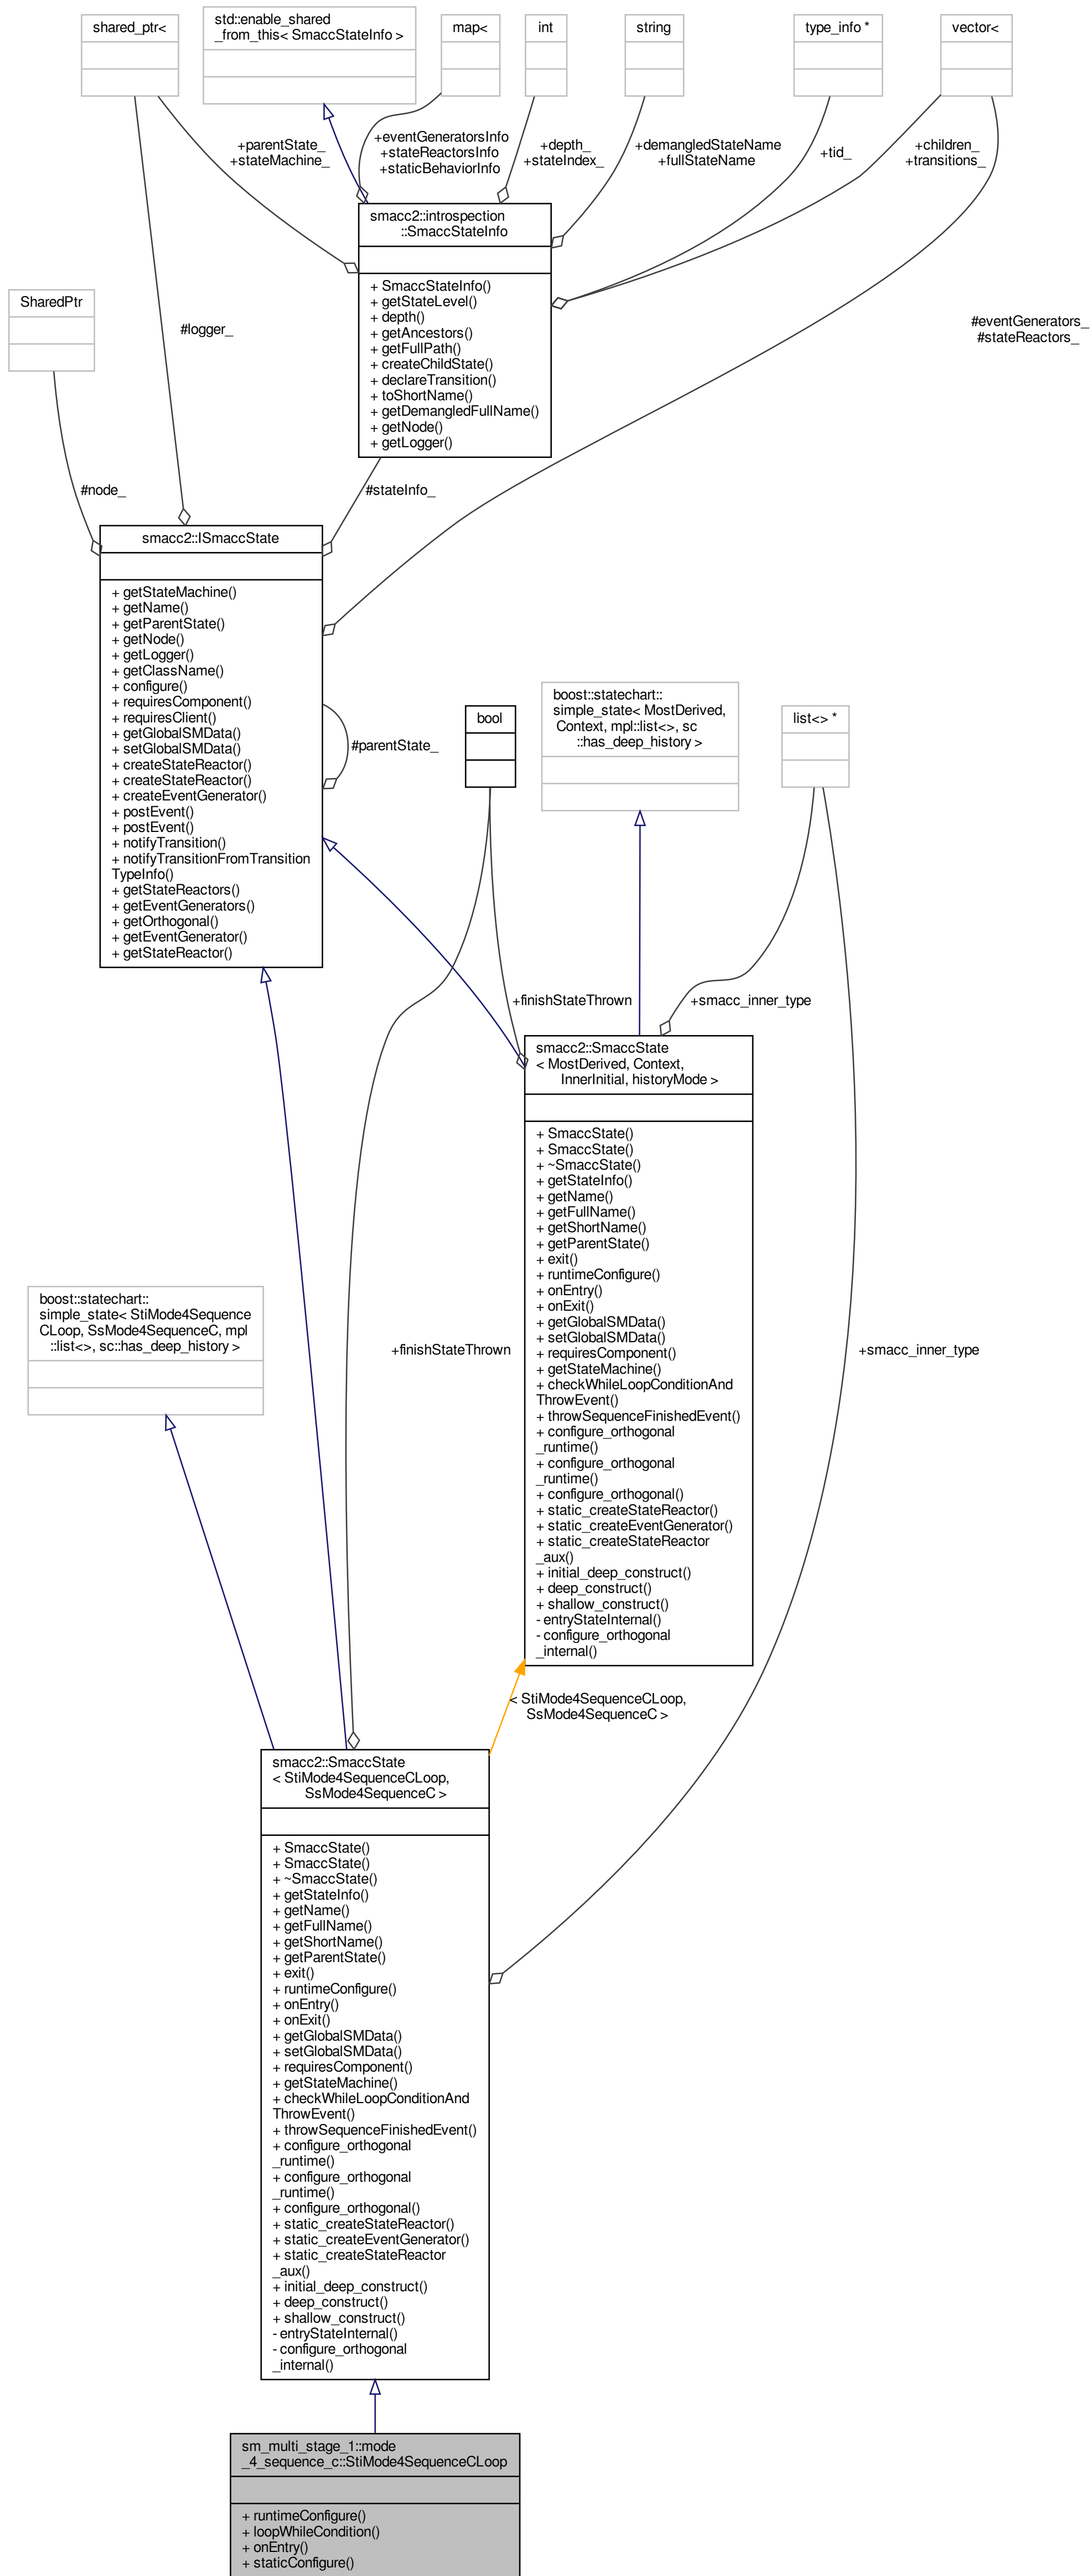 shared_ptr<
std::enable_shared
_from_this< SmaccStateInfo >
map<
int
string
type_info *
vector<
+parentState_
+stateMachine_
+eventGeneratorsInfo
+stateReactorsInfo
+staticBehaviorInfo
+depth_
+stateIndex_
+demangledStateName
+fullStateName
+tid_
+children_
+transitions_
smacc2::introspection
::SmaccStateInfo
+ SmaccStateInfo()
+ getStateLevel()
+ depth()
+ getAncestors()
+ getFullPath()
+ createChildState()
+ declareTransition()
+ toShortName()
+ getDemangledFullName()
+ getNode()
+ getLogger()
SharedPtr
#logger_
#eventGenerators_
#stateReactors_
#node_
#stateInfo_
smacc2::ISmaccState
+ getStateMachine()
+ getName()
+ getParentState()
+ getNode()
+ getLogger()
+ getClassName()
+ configure()
+ requiresComponent()
+ requiresClient()
+ getGlobalSMData()
+ setGlobalSMData()
+ createStateReactor()
+ createStateReactor()
+ createEventGenerator()
+ postEvent()
+ postEvent()
+ notifyTransition()
+ notifyTransitionFromTransition
TypeInfo()
+ getStateReactors()
+ getEventGenerators()
+ getOrthogonal()
+ getEventGenerator()
+ getStateReactor()
#parentState_
bool
boost::statechart::
simple_state< MostDerived,
Context, mpl::list<>, sc
::has_deep_history >
list<> *
+finishStateThrown
+smacc_inner_type
smacc2::SmaccState
< MostDerived, Context,
InnerInitial, historyMode >
+ SmaccState()
+ SmaccState()
+ ~SmaccState()
+ getStateInfo()
+ getName()
+ getFullName()
+ getShortName()
+ getParentState()
+ exit()
+ runtimeConfigure()
+ onEntry()
+ onExit()
+ getGlobalSMData()
+ setGlobalSMData()
+ requiresComponent()
+ getStateMachine()
+ checkWhileLoopConditionAnd
ThrowEvent()
+ throwSequenceFinishedEvent()
+ configure_orthogonal
_runtime()
+ configure_orthogonal
_runtime()
+ configure_orthogonal()
+ static_createStateReactor()
+ static_createEventGenerator()
+ static_createStateReactor
_aux()
+ initial_deep_construct()
+ deep_construct()
+ shallow_construct()
- entryStateInternal()
- configure_orthogonal
_internal()
boost::statechart::
simple_state< StiMode4Sequence
CLoop, SsMode4SequenceC, mpl
::list<>, sc::has_deep_history >
+finishStateThrown
+smacc_inner_type
< StiMode4SequenceCLoop,
SsMode4SequenceC >
smacc2::SmaccState
< StiMode4SequenceCLoop,
SsMode4SequenceC >
+ SmaccState()
+ SmaccState()
+ ~SmaccState()
+ getStateInfo()
+ getName()
+ getFullName()
+ getShortName()
+ getParentState()
+ exit()
+ runtimeConfigure()
+ onEntry()
+ onExit()
+ getGlobalSMData()
+ setGlobalSMData()
+ requiresComponent()
+ getStateMachine()
+ checkWhileLoopConditionAnd
ThrowEvent()
+ throwSequenceFinishedEvent()
+ configure_orthogonal
_runtime()
+ configure_orthogonal
_runtime()
+ configure_orthogonal()
+ static_createStateReactor()
+ static_createEventGenerator()
+ static_createStateReactor
_aux()
+ initial_deep_construct()
+ deep_construct()
+ shallow_construct()
- entryStateInternal()
- configure_orthogonal
_internal()
sm_multi_stage_1::mode
_4_sequence_c::StiMode4SequenceCLoop
+ runtimeConfigure()
+ loopWhileCondition()
+ onEntry()
+ staticConfigure()